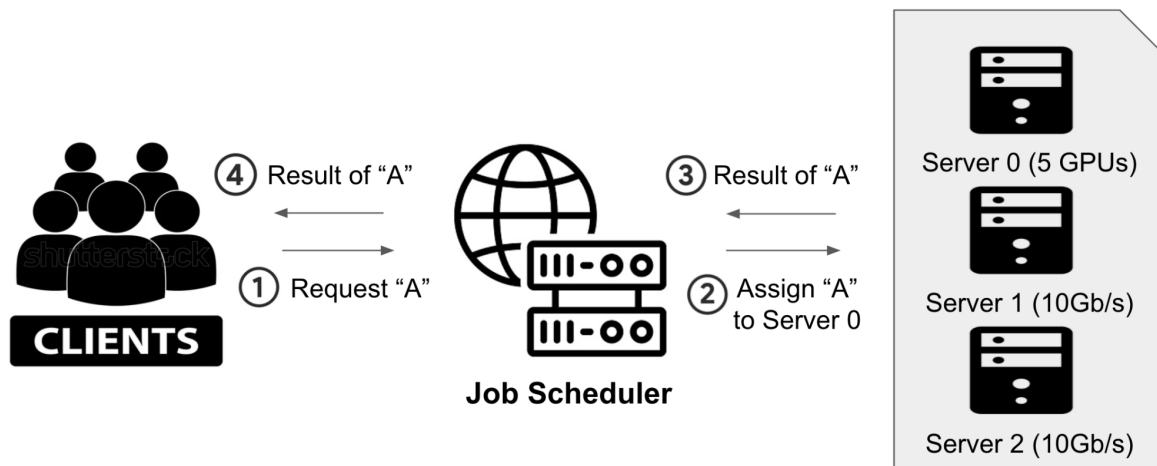 4 Result of “A”
1 Request “A”
shutterstock
CLIENTS
3 Result of “A”
2 Assign “A”
to Server 0
Job Scheduler
Server 0 (5 GPUs)
Server 1 (10Gb/s)
Server 2 (10Gb/s)